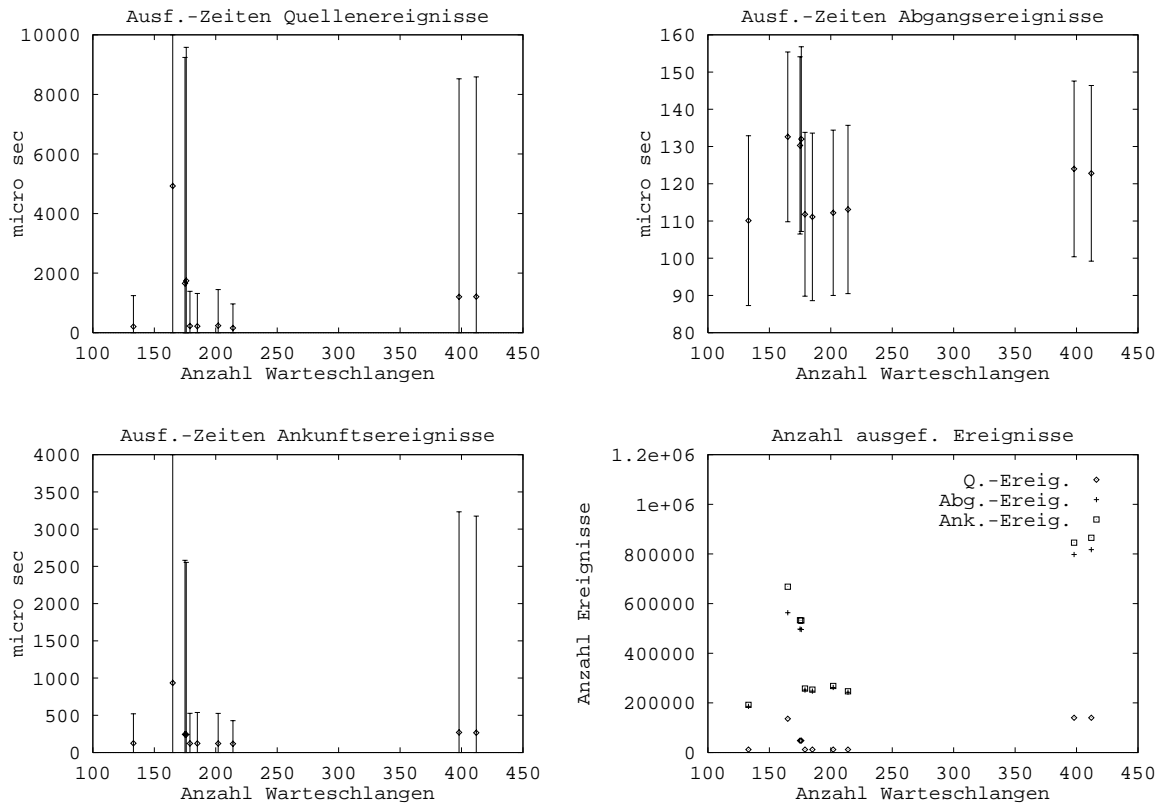 Ausf.-Zeiten Quellenereignisse
10000
8000
6000
4000
2000
0
micro sec
100 150 200 250 300 350 400 450
Anzahl Warteschlangen
Ausf.-Zeiten Abgangsereignisse
160
150
140
130
120
110
100
90
80
micro sec
100 150 200 250 300 350 400 450
Anzahl Warteschlangen
Ausf.-Zeiten Ankunftsereignisse
4000
3500
3000
2500
2000
1500
1000
500
0
micro sec
100 150 200 250 300 350 400 450
Anzahl Warteschlangen
Anzahl ausgef. Ereignisse
1.2e+06
1e+06
800000
600000
400000
200000
0
Anzahl Ereignisse
Q.-Ereig.
Abg.-Ereig.
Ank.-Ereig.
100 150 200 250 300 350 400 450
Anzahl Warteschlangen